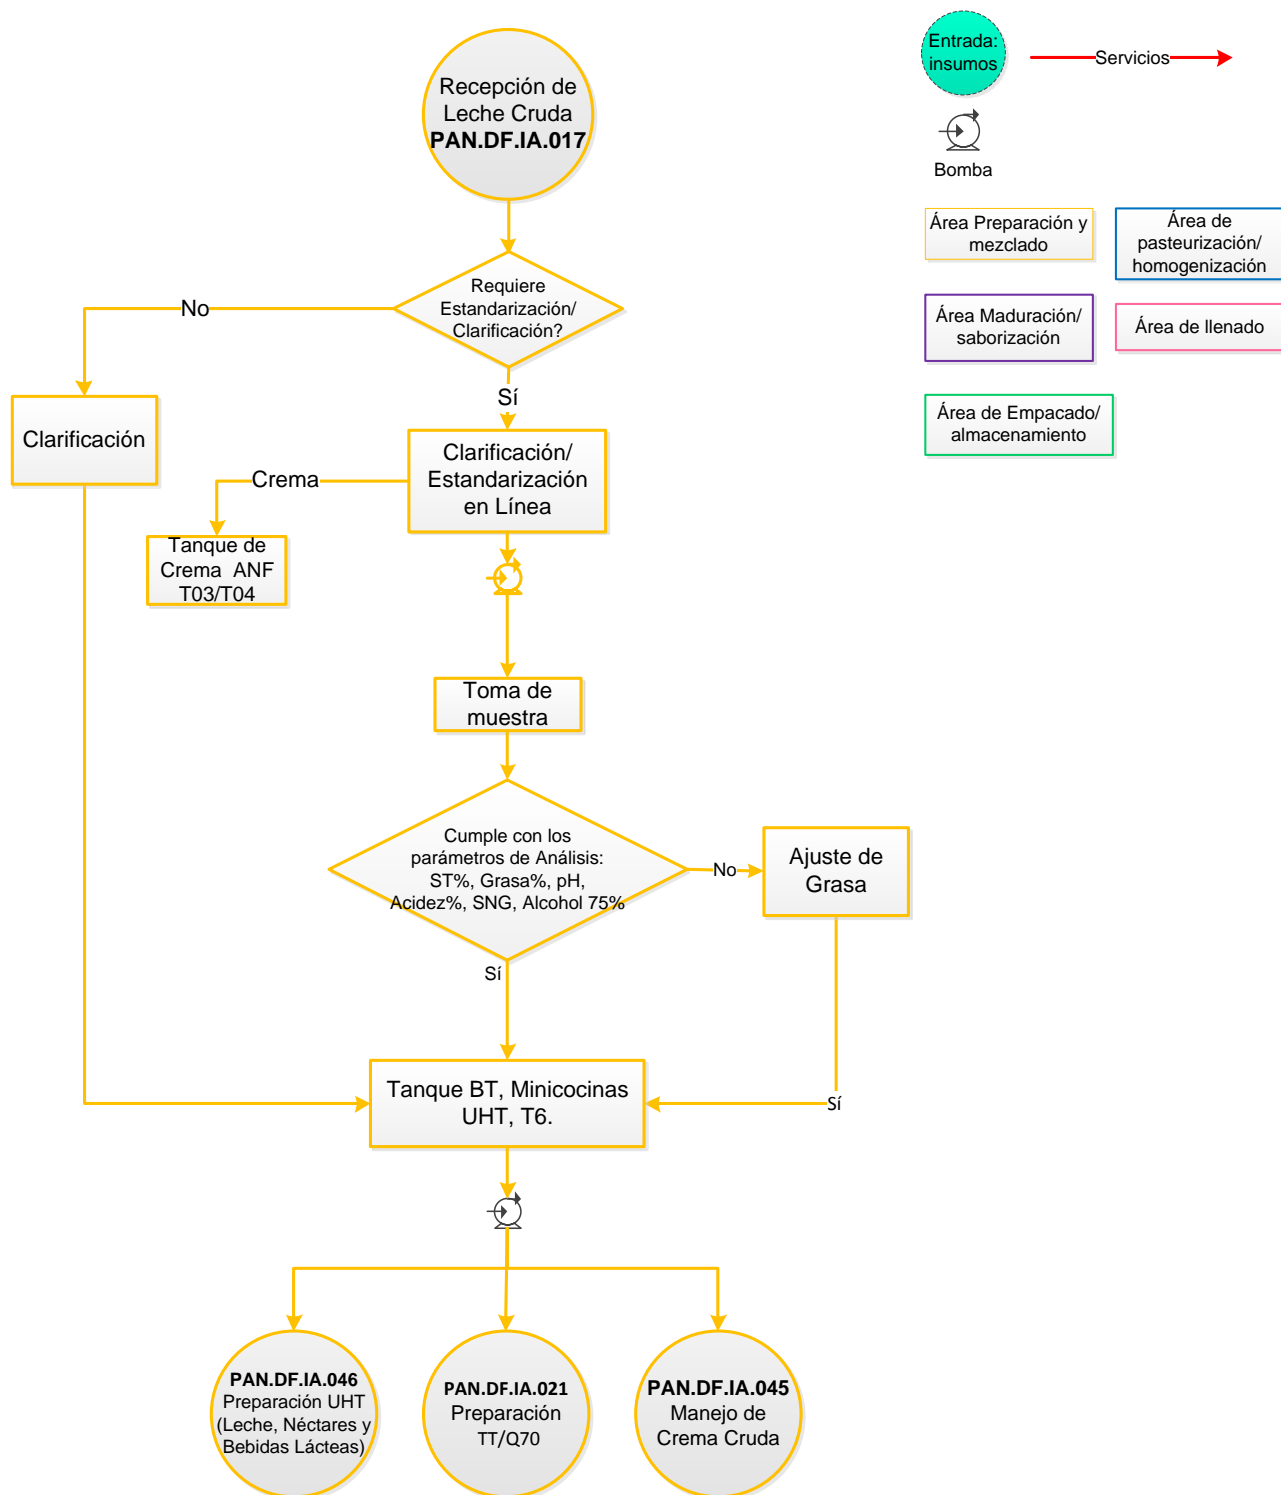 Recepción de
Leche Cruda
PAN.DF.IA.017
Entrada:
insumos
Servicios
Bomba
Área Preparación y
mezclado
Área de
pasteurización/
homogenización
Área Maduración/
saborización
Área de llenado
Área de Empacado/
almacenamiento
Requiere
Estandarización/
Clarificación?
No
Sí
Clarificación
Clarificación/
Estandarización
en Línea
Crema
Tanque de
Crema ANF
T03/T04
Toma de
muestra
Cumple con los
parámetros de Análisis:
ST%, Grasa%, pH,
Acidez%, SNG, Alcohol 75%
No
Ajuste de
Grasa
Sí
Sí
Tanque BT, Minicocinas
UHT, T6.
PAN.DF.IA.046
Preparación UHT
(Leche, Néctares y
Bebidas Lácteas)
PAN.DF.IA.021
Preparación
TT/Q70
PAN.DF.IA.045
Manejo de
Crema Cruda